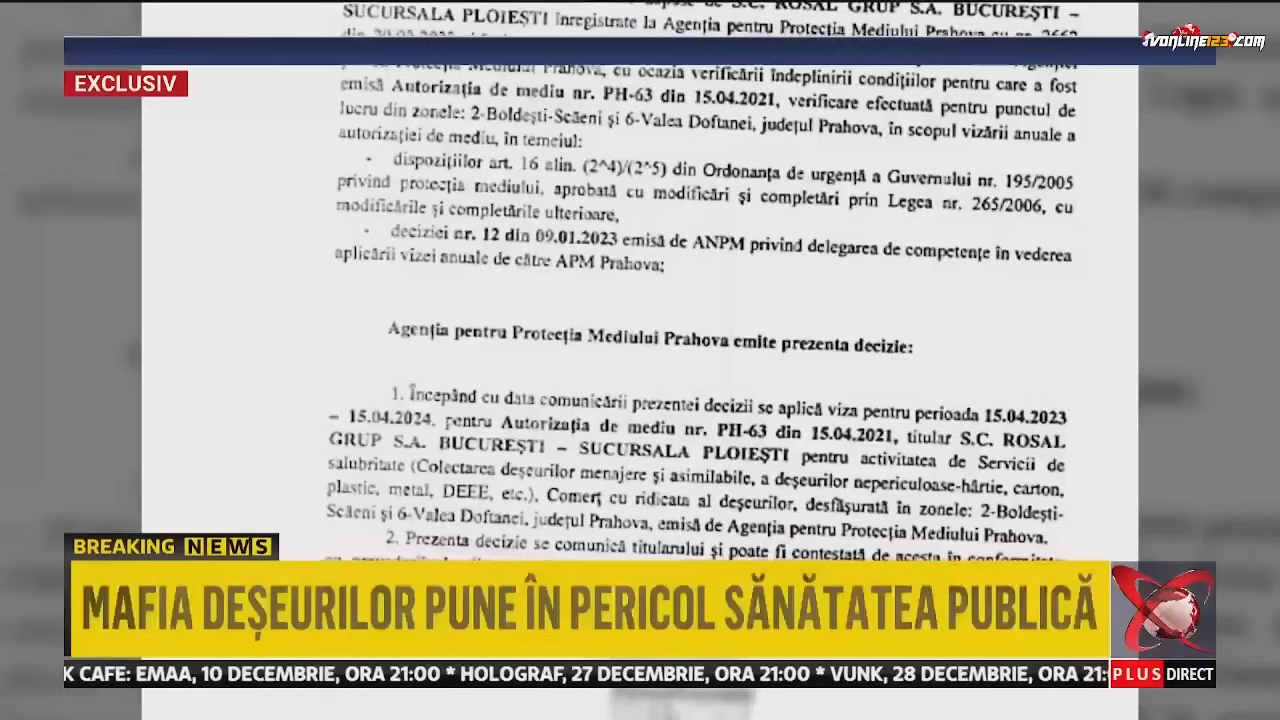 S.C. ROSAL GRUP S.A. BUCUREȘTI –
SUCURSALA PLOIEȘTI înregistrate la Agenția pentru Protecția Mediului Prahova cu nr.
tvonline123.com
EXCLUSIV
Protecția Mediului Prahova, cu ocazia verificării îndeplinirii condițiilor pentru care a fost
emisă Autorizația de mediu nr. PH-63 din 15.04.2021, verificare efectuată pentru punctul de
lucru din zonele: 2-Boldești-Scăeni și 6-Valea Doftanei, județul Prahova, în scopul vizării anuale a
autorizației de mediu, în temeiul:
- dispozițiilor art. 16 alin. (2^4)/(2^5) din Ordonanța de urgență a Guvernului nr. 195/2005
privind protecția mediului, aprobată cu modificări și completări prin Legea nr. 265/2006, cu
modificările și completările ulterioare,
- deciziei nr. 12 din 09.01.2023 emisă de ANPM privind delegarea de competențe în vederea
aplicării vizei anuale de către APM Prahova;
Agenția pentru Protecția Mediului Prahova emite prezenta decizie:
1. Începând cu data comunicării prezentei decizii se aplică viza pentru perioada 15.04.2023
– 15.04.2024, pentru Autorizația de mediu nr. PH-63 din 15.04.2021, titular S.C. ROSAL
GRUP S.A. BUCUREȘTI – SUCURSALA PLOIEȘTI pentru activitatea de Servicii de
salubritate (Colectarea deșeurilor menajere și asimilabile, a deșeurilor nepericuloase-hârtie, carton,
plastic, metal, DEEE, etc.), Comerț cu ridicata al deșeurilor, desfășurată în zonele: 2-Boldești-
Scăeni și 6-Valea Doftanei, județul Prahova, emisă de Agenția pentru Protecția Mediului Prahova.
2. Prezenta decizie se comunică titularului și poate fi contestată de acesta în
BREAKING NEWS
MAFIA DEȘEURILOR PUNE ÎN PERICOL SĂNĂTATEA PUBLICĂ
K CAFE: EMAA, 10 DECEMBRIE, ORA 21:00 * HOLOGRAF, 27 DECEMBRIE, ORA 21:00 * VUNK, 28 DECEMBRIE, ORA 21:
PLUS DIRECT